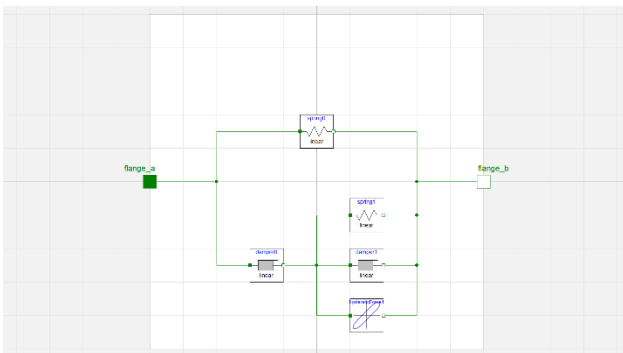 spring0
linear
flange_a
flange_b
spring1
linear
damper0
damper1
linear
linear